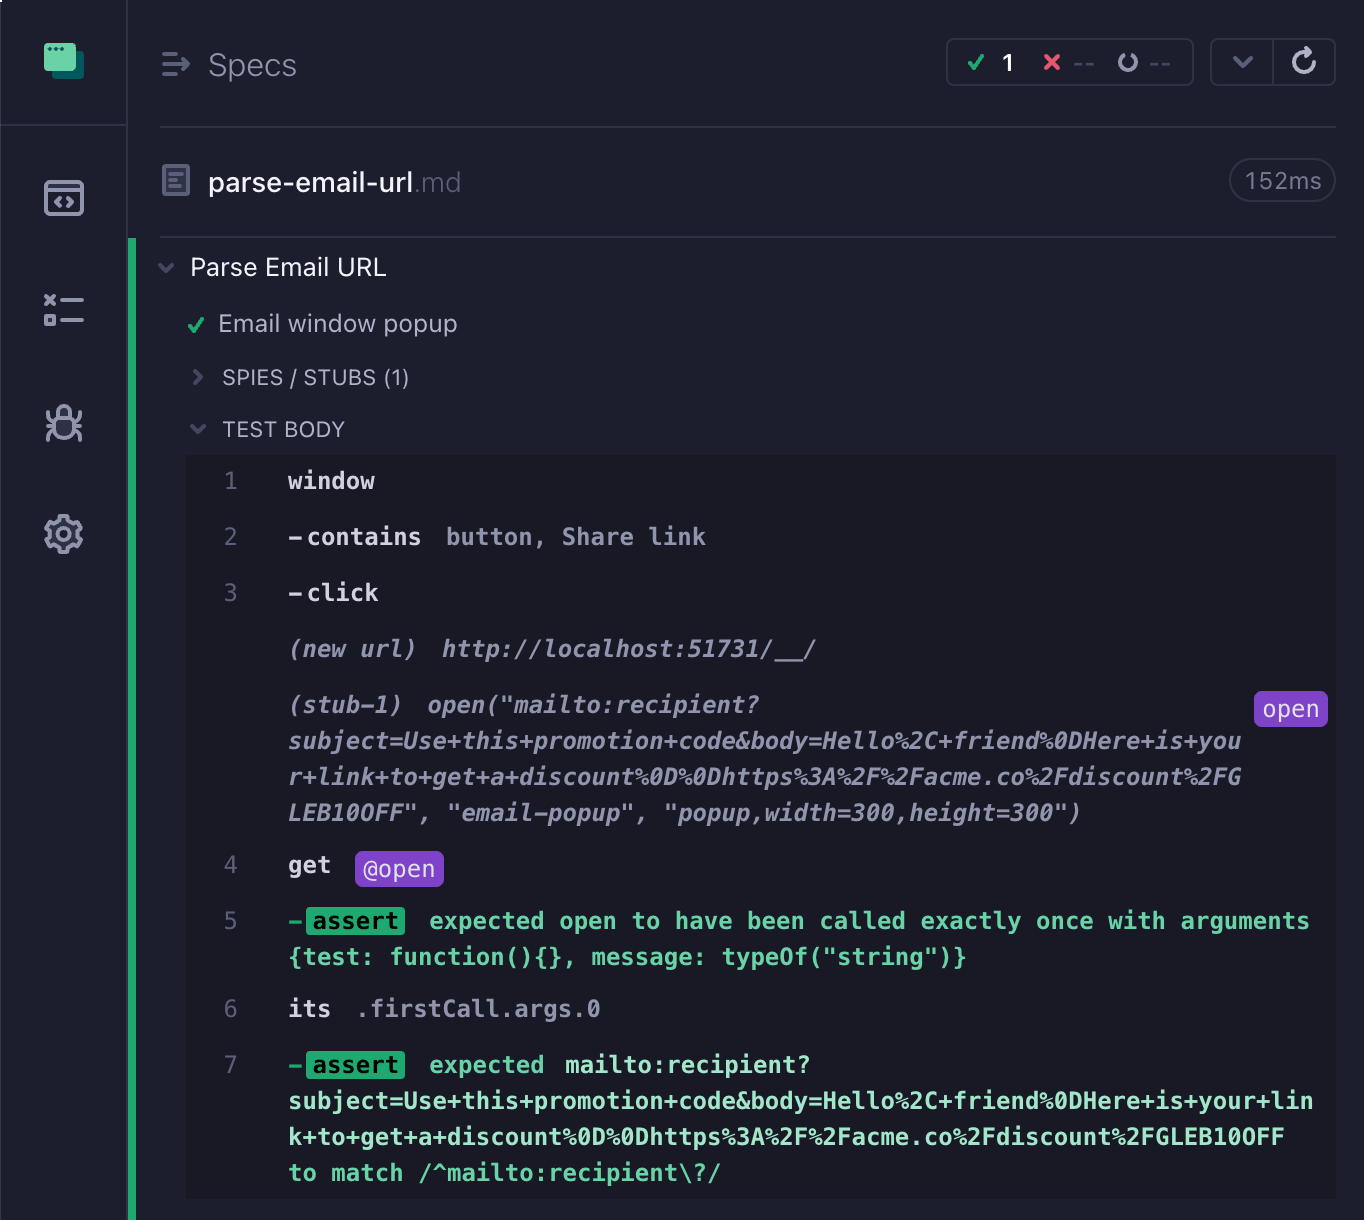 Specs
1 -- --
parse-email-url.md
152ms
Parse Email URL
Email window popup
SPIES / STUBS (1)
TEST BODY
1 window
2 -contains button, Share link
3 -click
(new url) http://localhost:51731/__/
(stub-1) open("mailto:recipient?
open
subject=Use+this+promotion+code&body=Hello%2C+friend%0DHere+is+you
r+link+to+get+a+discount%0D%0Dhttps%3A%2F%2Facme.co%2Fdiscount%2FG
LEB10OFF", "email-popup", "popup,width=300,height=300")
4 get @open
5 -assert expected open to have been called exactly once with arguments
{test: function(){}, message: typeOf("string")}
6 its .firstCall.args.0
7 -assert expected mailto:recipient?
subject=Use+this+promotion+code&body=Hello%2C+friend%0DHere+is+your+lin
k+to+get+a+discount%0D%0Dhttps%3A%2F%2Facme.co%2Fdiscount%2FGLEB10OFF
to match /^mailto:recipient\?/